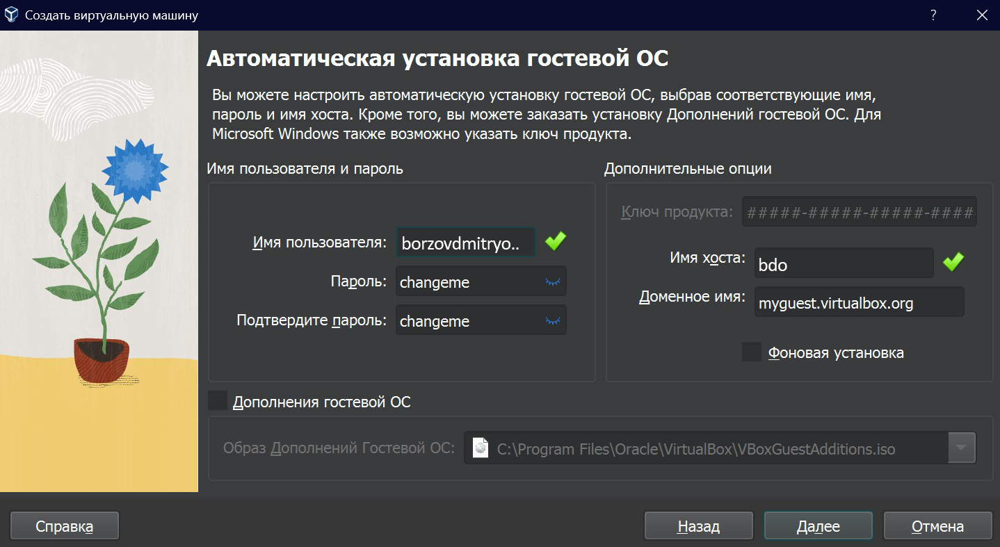 Создать виртуальную машину
?
Автоматическая установка гостевой ОС
Вы можете настроить автоматическую установку гостевой ОС, выбрав соответствующие имя,
пароль и имя хоста. Кроме того, вы можете заказать установку Дополнений гостевой ОС. Для
Microsoft Windows также возможно указать ключ продукта.
Имя пользователя и пароль
Имя пользователя: borzovdmitryo..
Пароль: changeme
Подтвердите пароль: changeme
Дополнительные опции
Ключ продукта: #####-#####-#####-####
Имя хоста: bdo
Доменное имя: myguest.virtualbox.org
Фоновая установка
Дополнения гостевой ОС
Образ Дополнений Гостевой ОС: C:\Program Files\Oracle\VirtualBox\VBoxGuestAdditions.iso
Справка
Назад
Далее
Отмена